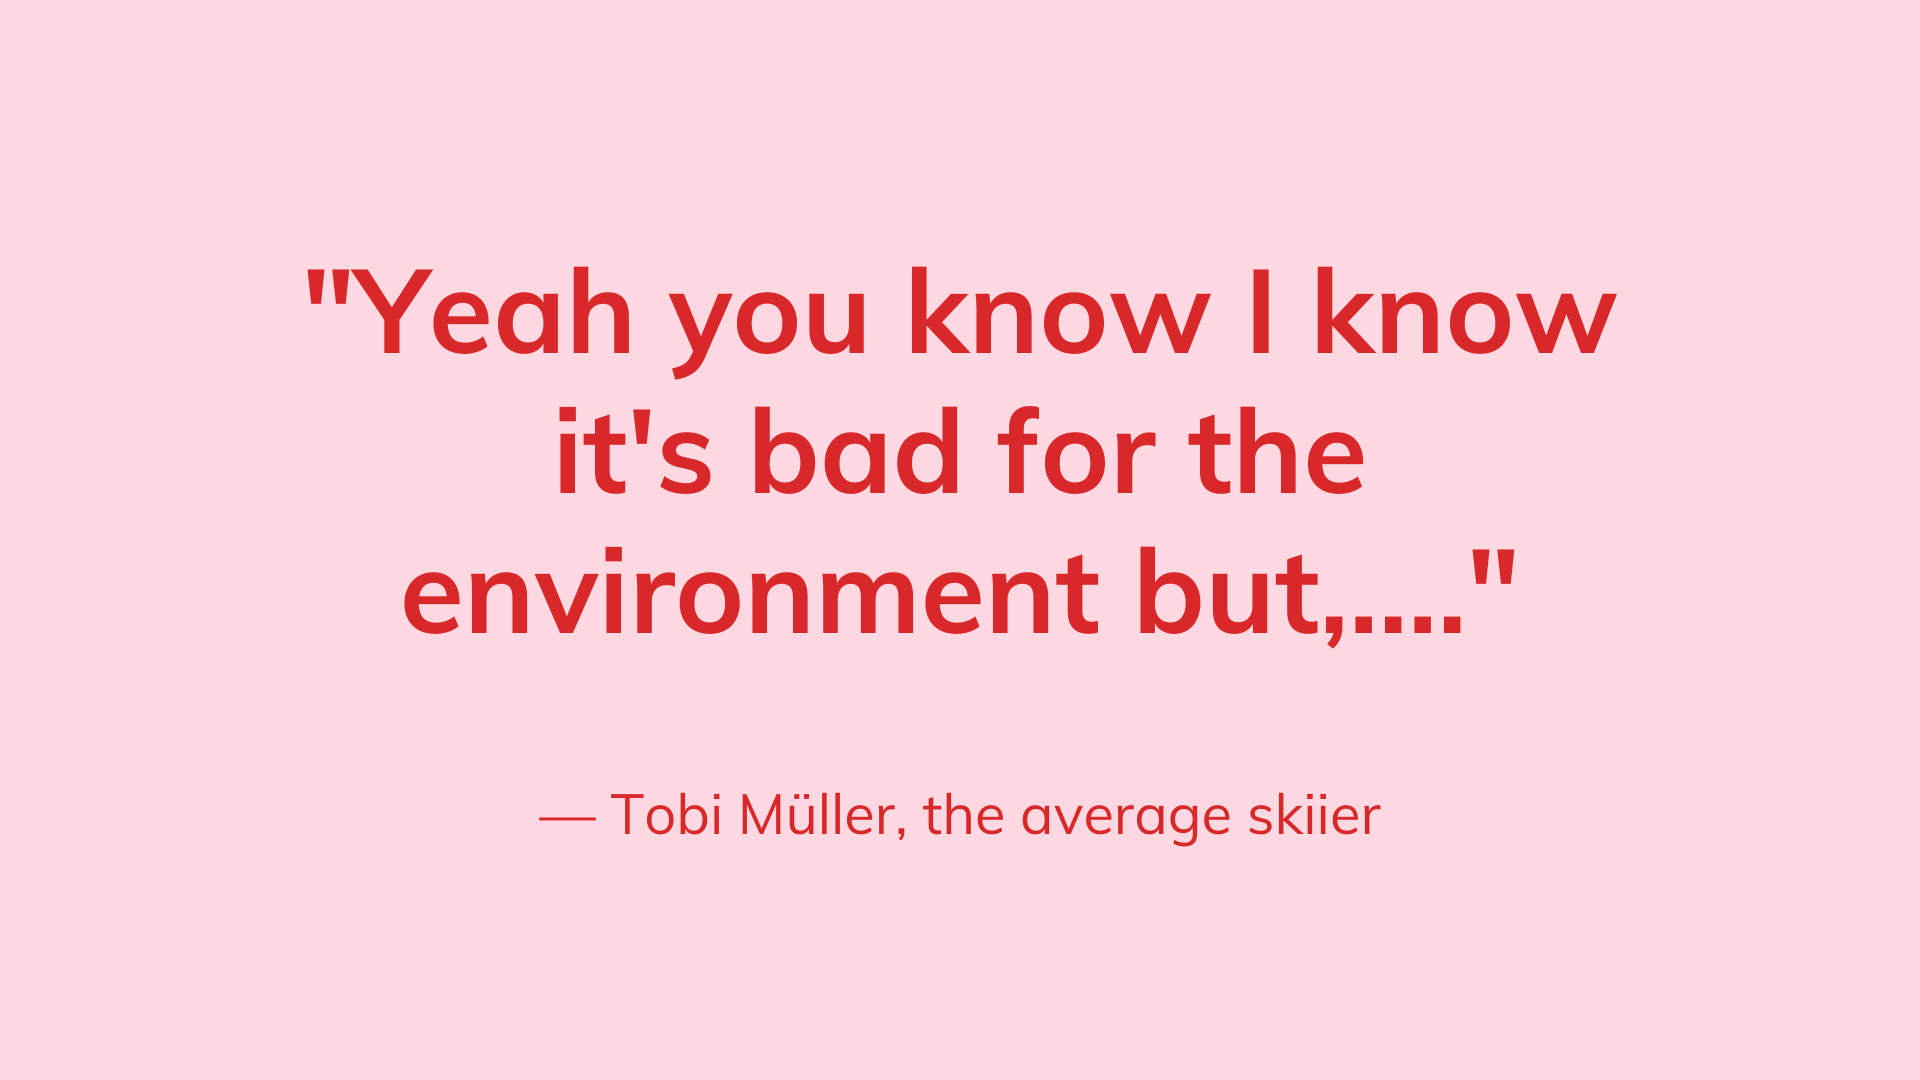 "Yeah you know I know
it's bad for the
environment but,...."
— Tobi Müller, the average skiier